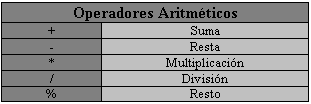 Operadores Aritméticos
+ Suma
- Resta
* Multiplicación
/ División
% Resto